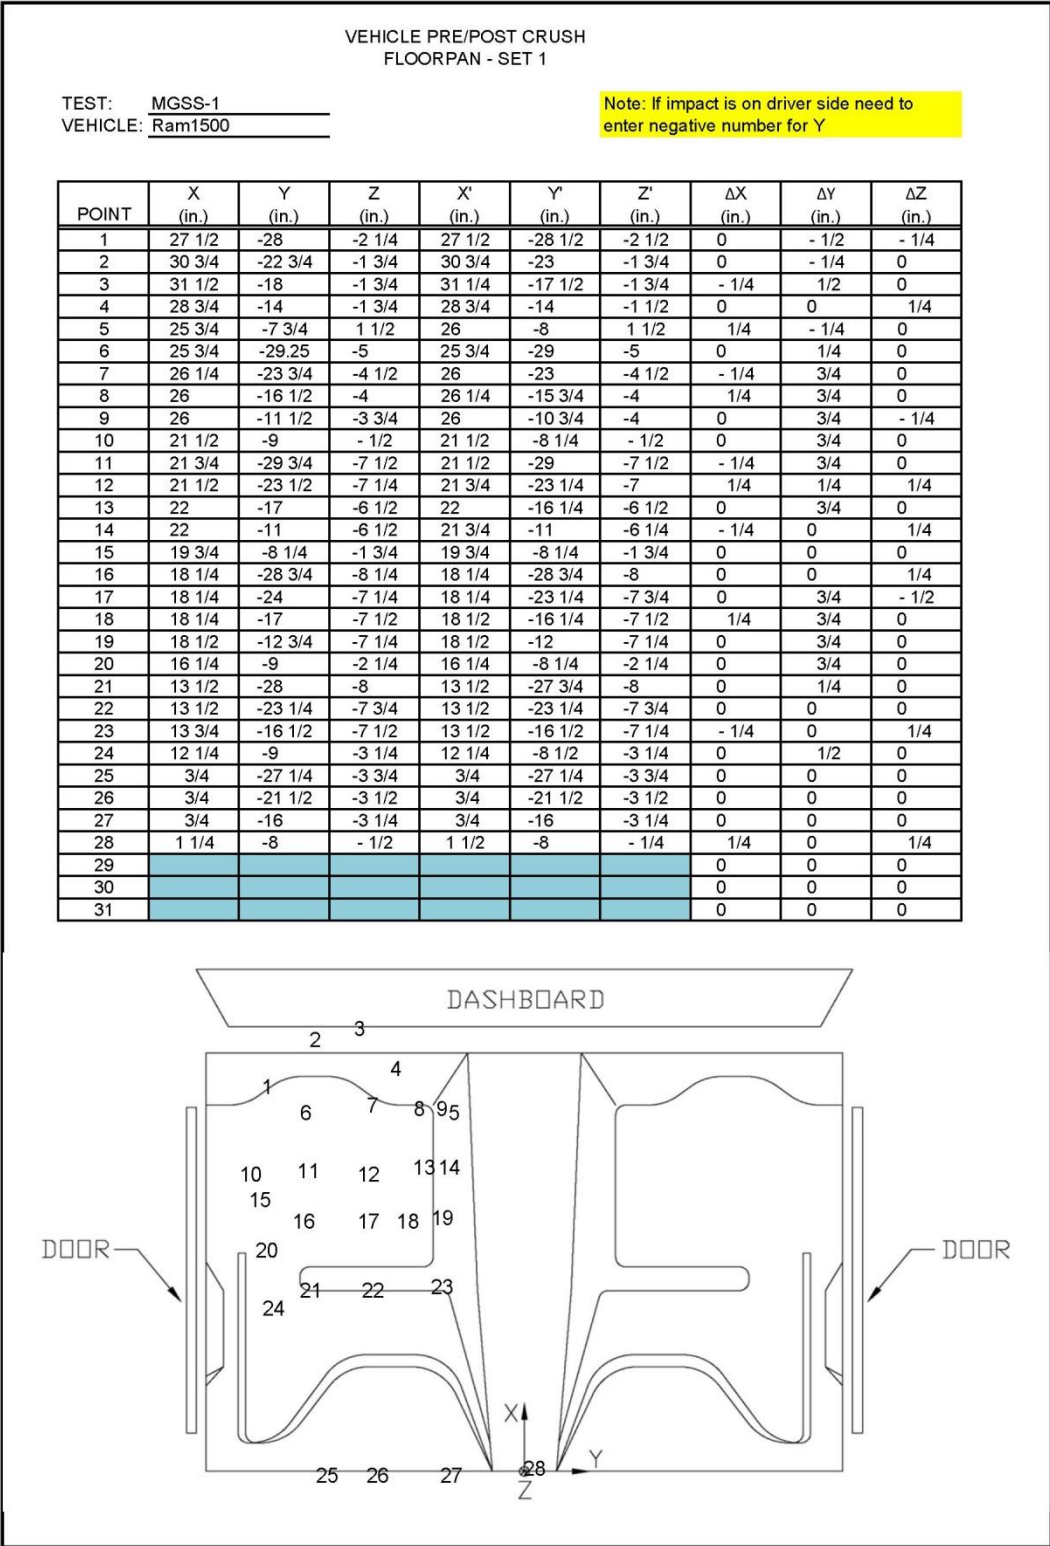 VEHICLE PRE/POST CRUSH
FLOORPAN - SET 1
TEST: MGSS-1
VEHICLE: Ram1500
Note: If impact is on driver side need to
enter negative number for Y
POINT X (in.) Y (in.) Z (in.) X' (in.) Y' (in.) Z' (in.) ΔX (in.) ΔY (in.) ΔZ (in.)
1 27 1/2 -28 -2 1/4 27 1/2 -28 1/2 -2 1/2 0 - 1/2 - 1/4
2 30 3/4 -22 3/4 -1 3/4 30 3/4 -23 -1 3/4 0 - 1/4 0
3 31 1/2 -18 -1 3/4 31 1/4 -17 1/2 -1 3/4 - 1/4 1/2 0
4 28 3/4 -14 -1 3/4 28 3/4 -14 -1 1/2 0 0 1/4
5 25 3/4 -7 3/4 1 1/2 26 -8 1 1/2 1/4 - 1/4 0
6 25 3/4 -29.25 -5 25 3/4 -29 -5 0 1/4 0
7 26 1/4 -23 3/4 -4 1/2 26 -23 -4 1/2 - 1/4 3/4 0
8 26 -16 1/2 -4 26 1/4 -15 3/4 -4 1/4 3/4 0
9 26 -11 1/2 -3 3/4 26 -10 3/4 -4 0 3/4 - 1/4
10 21 1/2 -9 - 1/2 21 1/2 -8 1/4 - 1/2 0 3/4 0
11 21 3/4 -29 3/4 -7 1/2 21 1/2 -29 -7 1/2 - 1/4 3/4 0
12 21 1/2 -23 1/2 -7 1/4 21 3/4 -23 1/4 -7 1/4 1/4 1/4
13 22 -17 -6 1/2 22 -16 1/4 -6 1/2 0 3/4 0
14 22 -11 -6 1/2 21 3/4 -11 -6 1/4 - 1/4 0 1/4
15 19 3/4 -8 1/4 -1 3/4 19 3/4 -8 1/4 -1 3/4 0 0 0
16 18 1/4 -28 3/4 -8 1/4 18 1/4 -28 3/4 -8 0 0 1/4
17 18 1/4 -24 -7 1/4 18 1/4 -23 1/4 -7 3/4 0 3/4 - 1/2
18 18 1/4 -17 -7 1/2 18 1/2 -16 1/4 -7 1/2 1/4 3/4 0
19 18 1/2 -12 3/4 -7 1/4 18 1/2 -12 -7 1/4 0 3/4 0
20 16 1/4 -9 -2 1/4 16 1/4 -8 1/4 -2 1/4 0 3/4 0
21 13 1/2 -28 -8 13 1/2 -27 3/4 -8 0 1/4 0
22 13 1/2 -23 1/4 -7 3/4 13 1/2 -23 1/4 -7 3/4 0 0 0
23 13 3/4 -16 1/2 -7 1/2 13 1/2 -16 1/2 -7 1/4 - 1/4 0 1/4
24 12 1/4 -9 -3 1/4 12 1/4 -8 1/2 -3 1/4 0 1/2 0
25 3/4 -27 1/4 -3 3/4 3/4 -27 1/4 -3 3/4 0 0 0
26 3/4 -21 1/2 -3 1/2 3/4 -21 1/2 -3 1/2 0 0 0
27 3/4 -16 -3 1/4 3/4 -16 -3 1/4 0 0 0
28 1 1/4 -8 - 1/2 1 1/2 -8 - 1/4 1/4 0 1/4
29 0 0 0
30 0 0 0
31 0 0 0
DASHBOARD
3
2
4
1
6 7 8 9 5
10 11 12 13 14
15
16 17 18 19
DOOR 20 DOOR
21 22 23
24
X
Y
25 26 27 28
Z